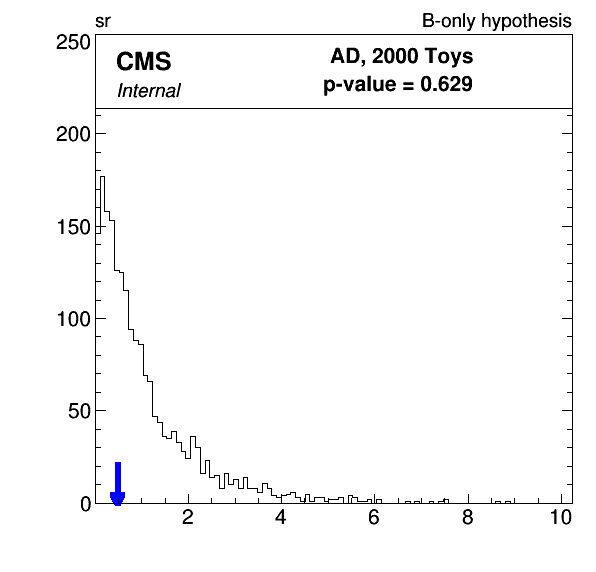 sr B-only hypothesis
CMS AD, 2000 Toys
Internal p-value = 0.629
250
200
150
100
50
0
2 4 6 8 10